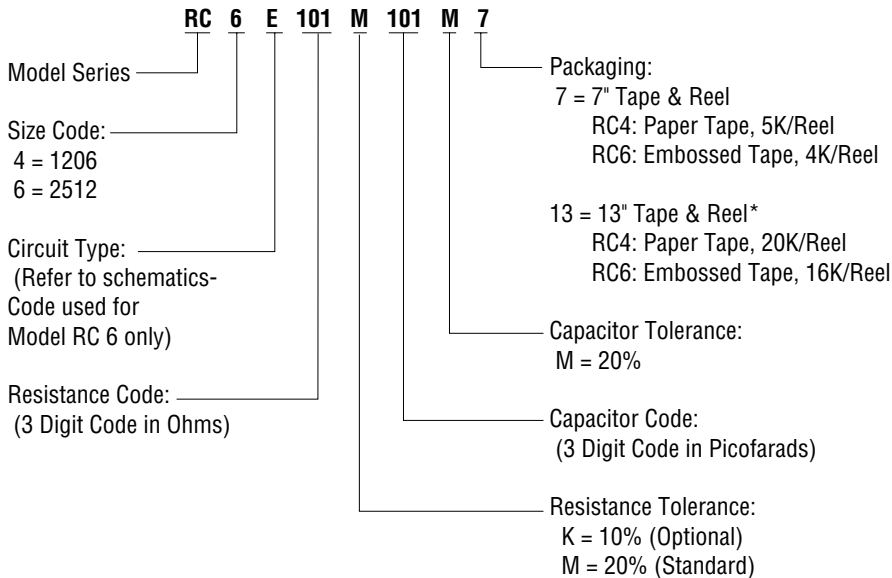 RC 6 E 101 M 101 M 7
Model Series
Size Code:
4 = 1206
6 = 2512
Circuit Type:
(Refer to schematics-
Code used for
Model RC 6 only)
Resistance Code:
(3 Digit Code in Ohms)
Packaging:
7 = 7" Tape & Reel
RC4: Paper Tape, 5K/Reel
RC6: Embossed Tape, 4K/Reel
13 = 13" Tape & Reel*
RC4: Paper Tape, 20K/Reel
RC6: Embossed Tape, 16K/Reel
Capacitor Tolerance:
M = 20%
Capacitor Code:
(3 Digit Code in Picofarads)
Resistance Tolerance:
K = 10% (Optional)
M = 20% (Standard)